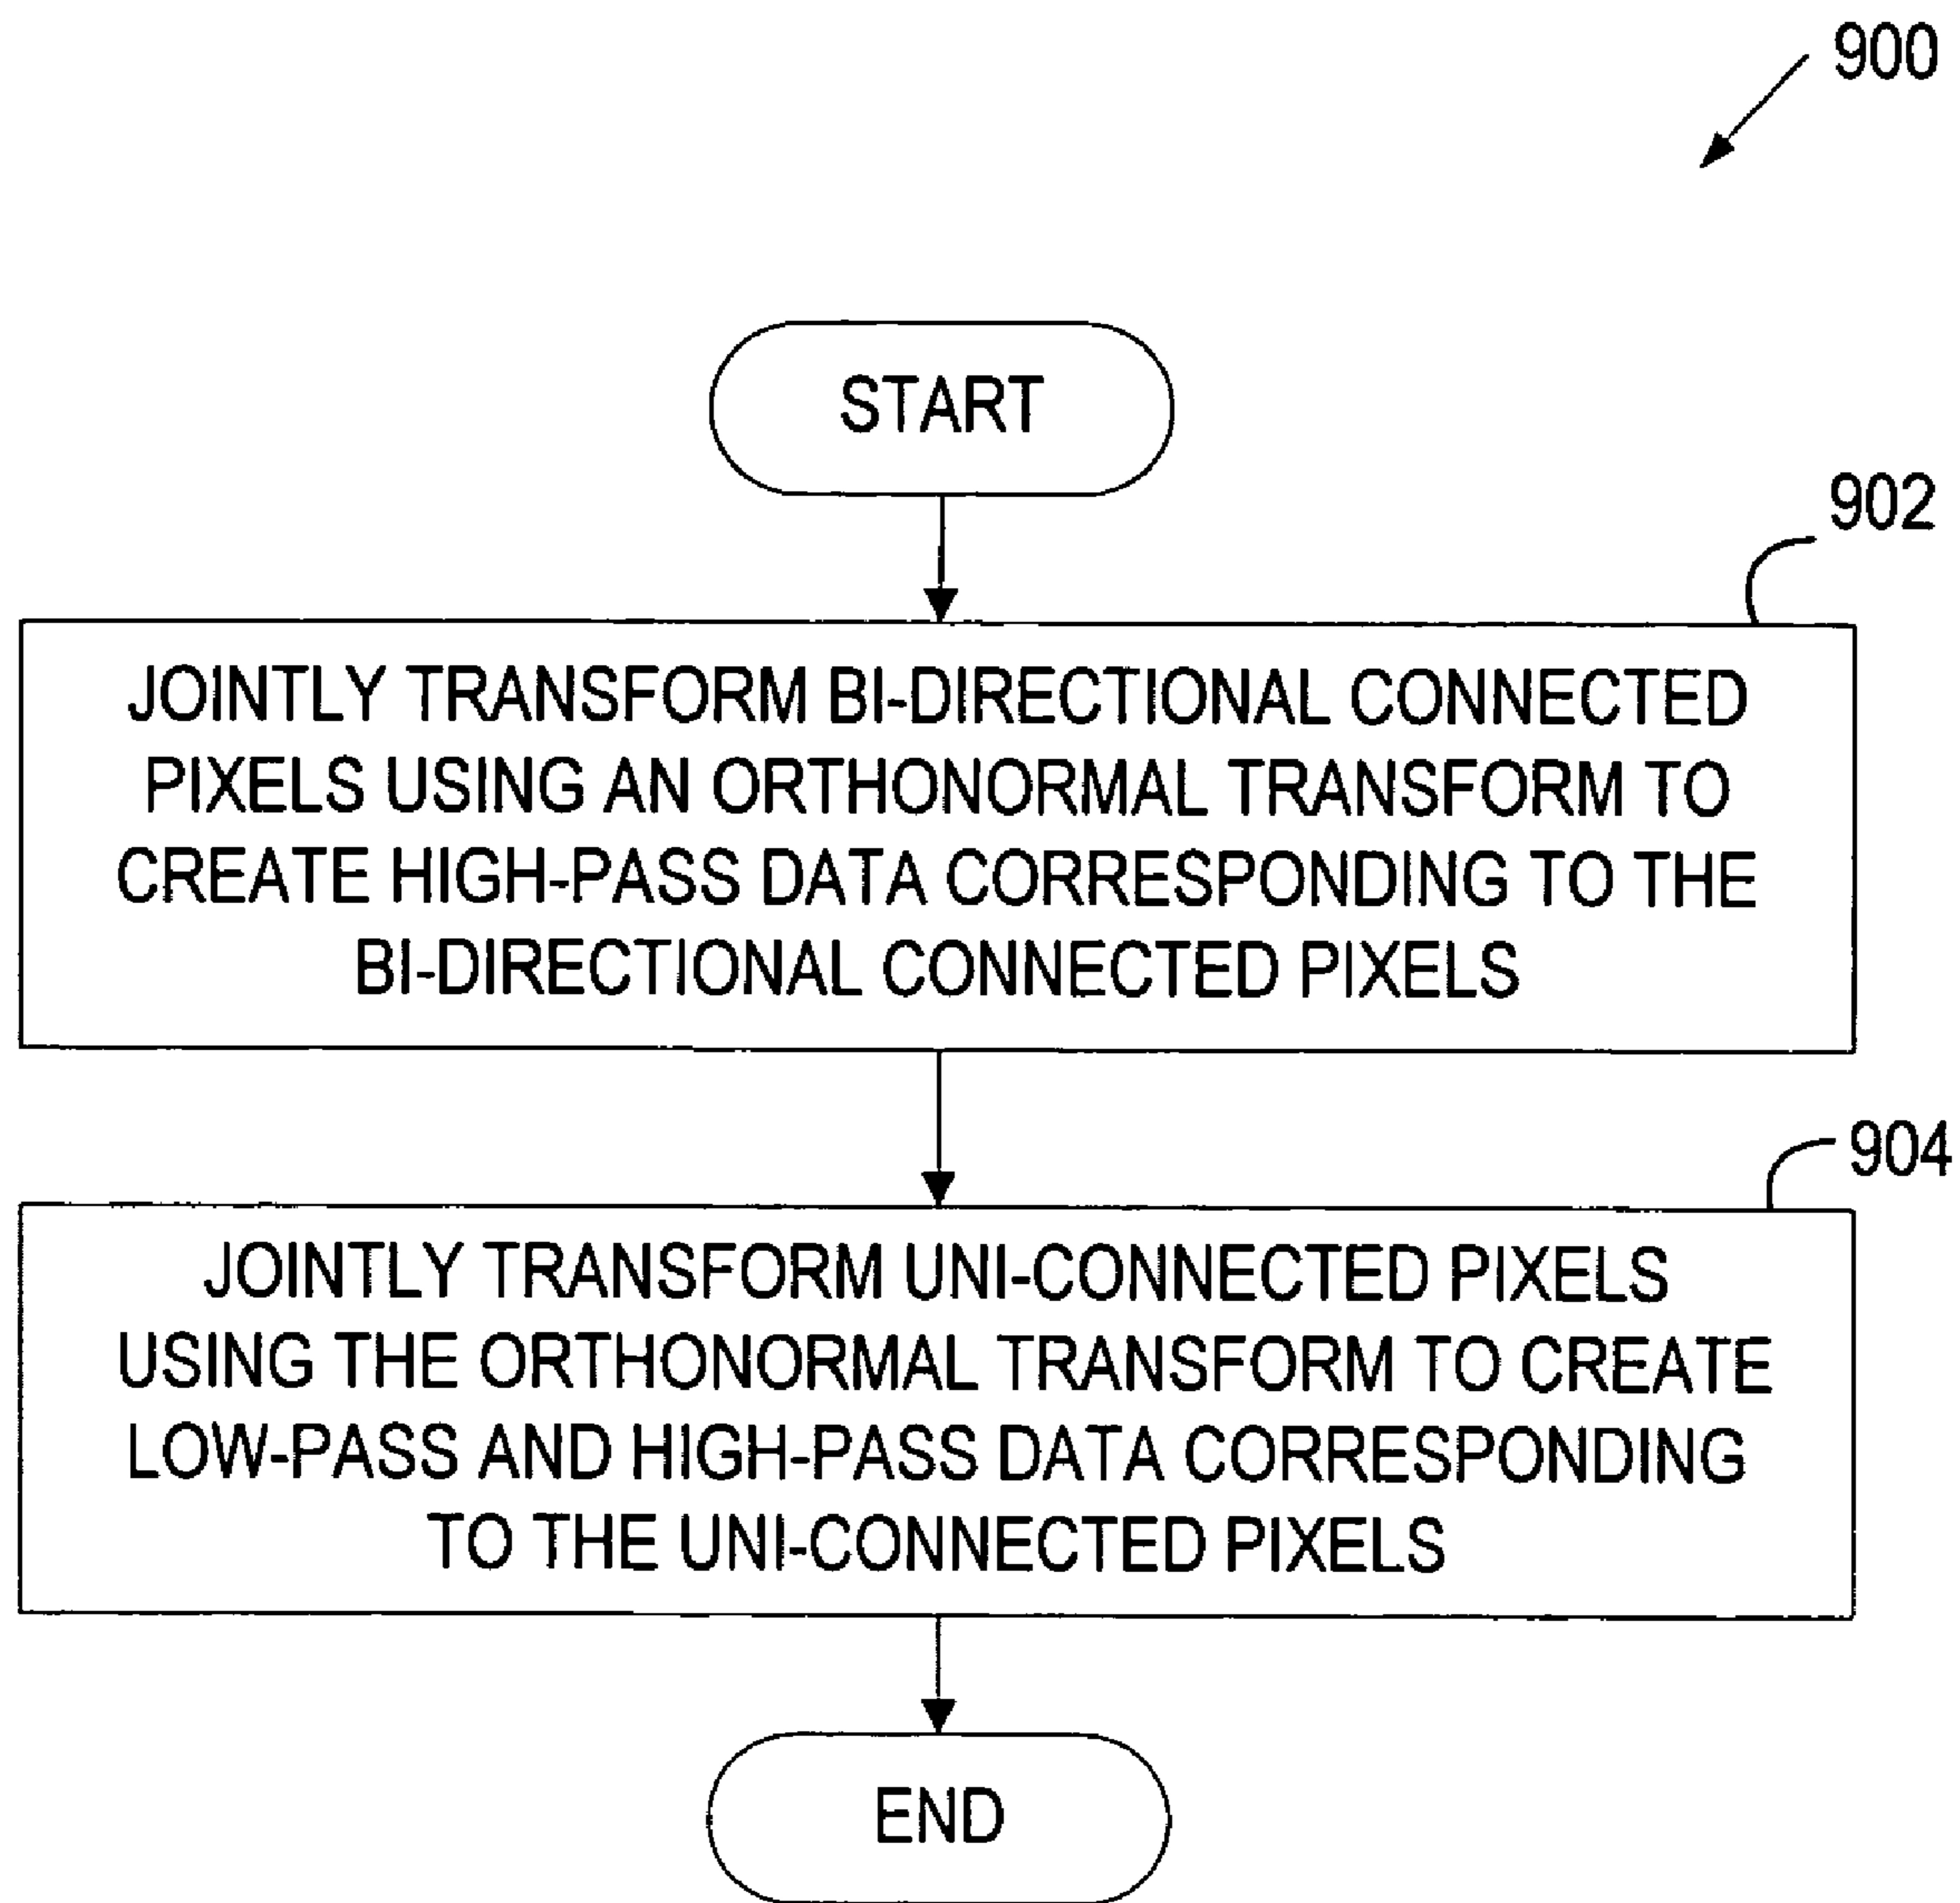 900
START
902
JOINTLY TRANSFORM BI-DIRECTIONAL CONNECTED
PIXELS USING AN ORTHONORMAL TRANSFORM TO
CREATE HIGH-PASS DATA CORRESPONDING TO THE
BI-DIRECTIONAL CONNECTED PIXELS
904
JOINTLY TRANSFORM UNI-CONNECTED PIXELS
USING THE ORTHONORMAL TRANSFORM TO CREATE
LOW-PASS AND HIGH-PASS DATA CORRESPONDING
TO THE UNI-CONNECTED PIXELS
END